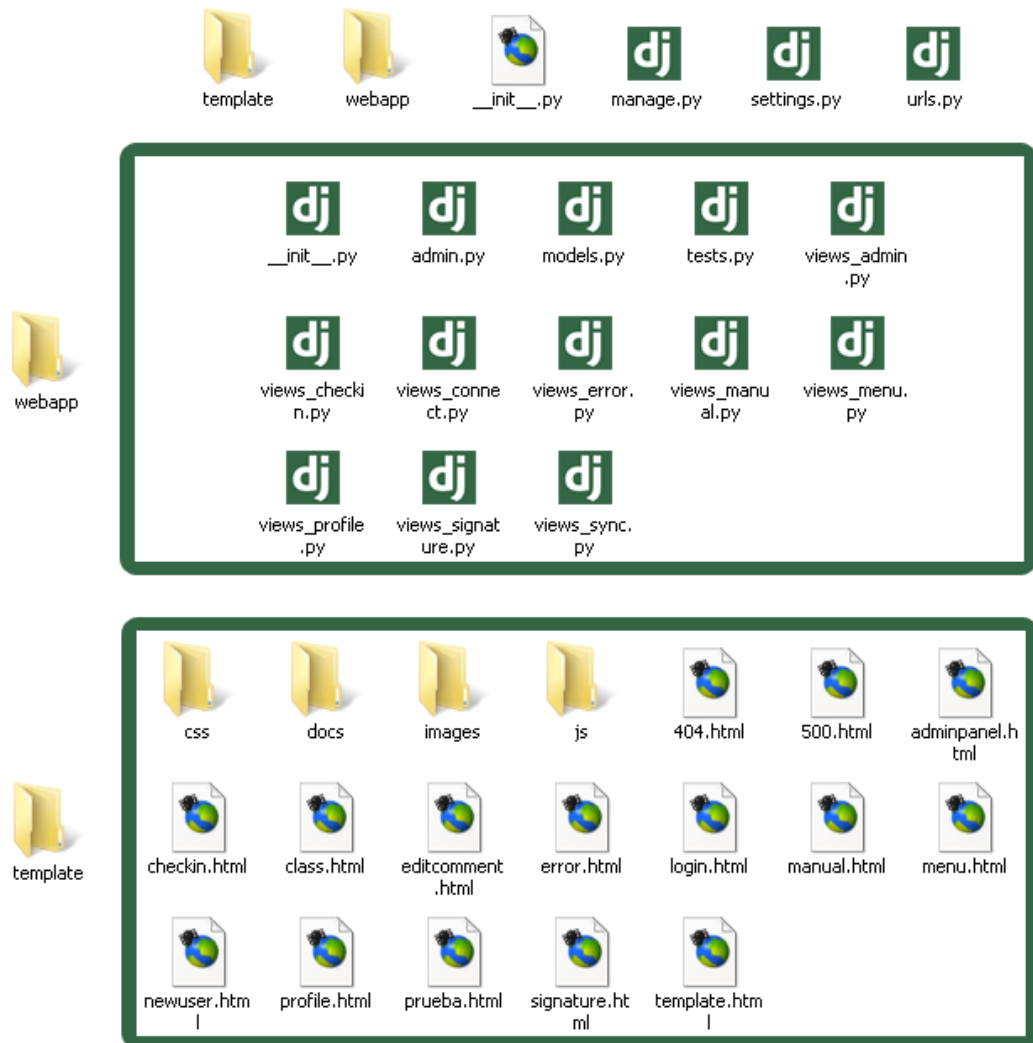 dj dj dj
template webapp __init__.py manage.py settings.py urls.py
dj dj dj dj dj
__init__.py admin.py models.py tests.py views_admin
.py
dj dj dj dj dj
webapp
views_checki views_conne views_error. views_manu views_menu.
n.py ct.py py al.py py
dj dj dj
views_profile views_signat views_sync.
.py ure.py py
css docs images js 404.html 500.html adminpanel.h
tml
template
checkin.html class.html editcomment error.html login.html manual.html menu.html
.html
newuser.htm profile.html prueba.html signature.ht template.htm
l ml l